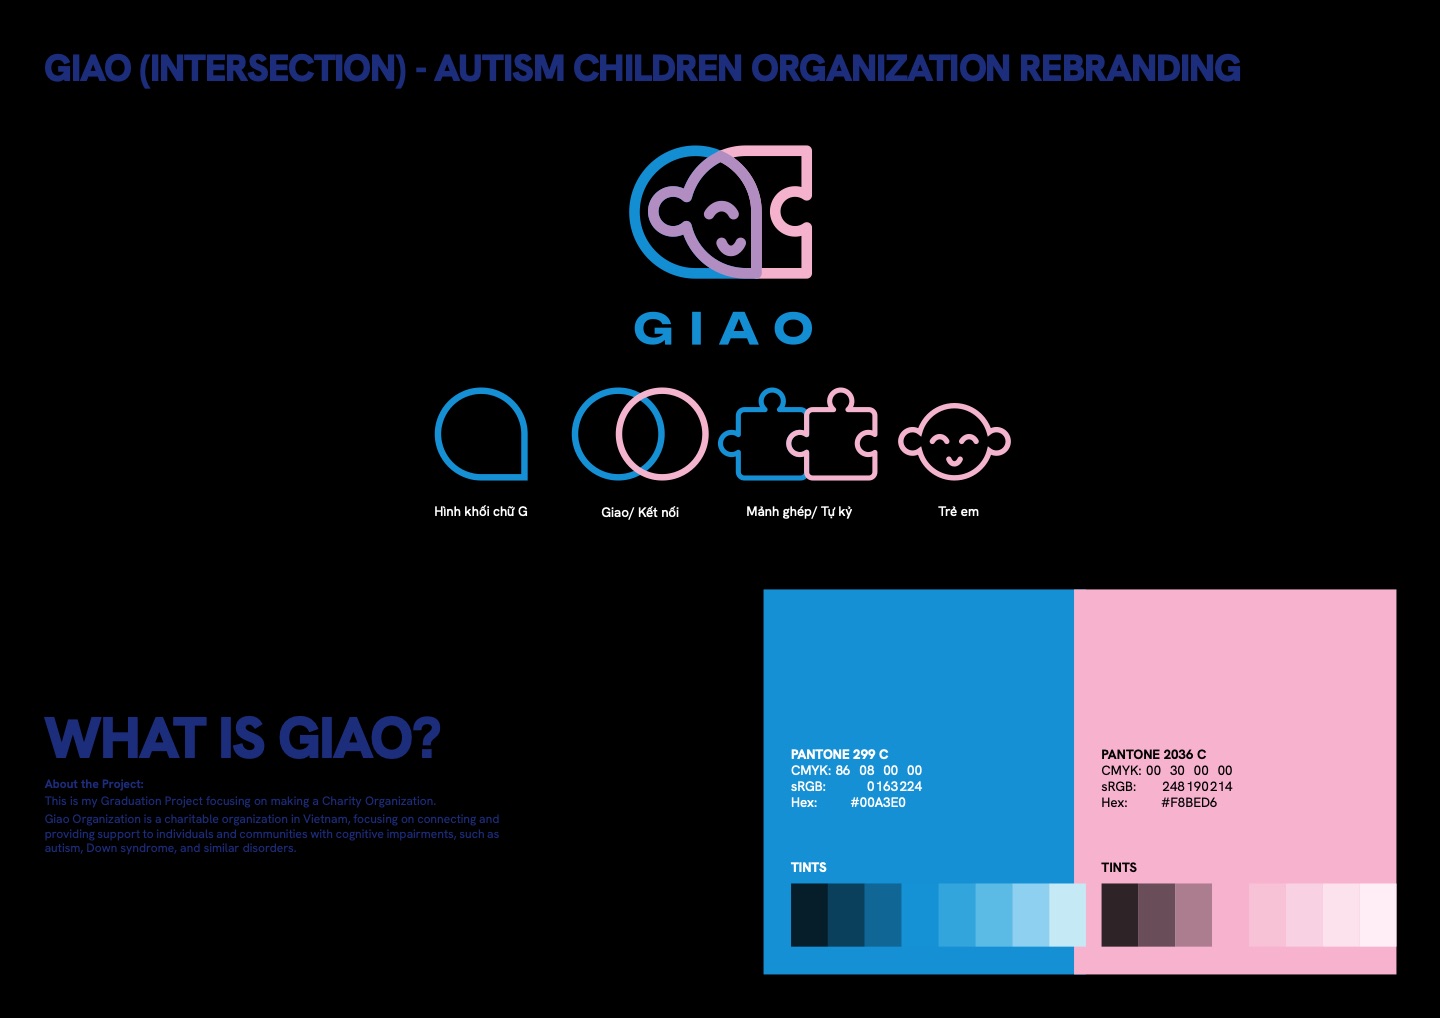 GIAO (INTERSECTION) - AUTISM CHILDREN ORGANIZATION REBRANDING
GIAO
Hình khối chữ G
Giao/ Kết nối
Mảnh ghép/ Tự kỷ
Trẻ em
WHAT IS GIAO?
About the Project:
This is my Graduation Project focusing on making a Charity Organization.
Giao Organization is a charitable organization in Vietnam, focusing on connecting and
providing support to individuals and communities with cognitive impairments, such as
autism, Down syndrome, and similar disorders.
PANTONE 299 C
CMYK: 86 08 00 00
sRGB: 0 163 224
Hex: #00A3E0
TINTS
PANTONE 2036 C
CMYK: 00 30 00 00
sRGB: 248 190 214
Hex: #F8BED6
TINTS